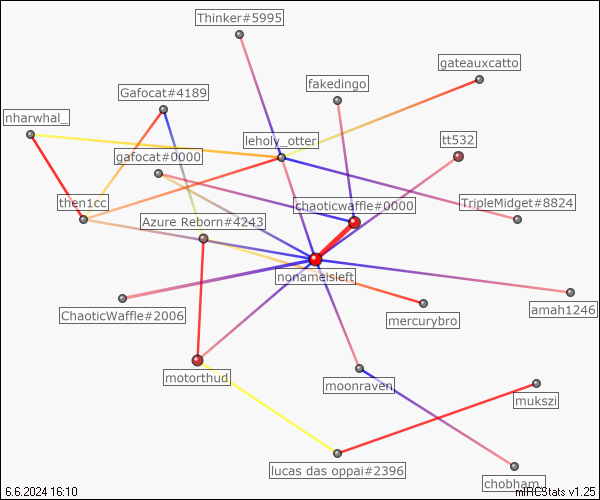 Thinker#5995
gateauxcatto
fakedingo
Gafocat#4189
nharwhal_
leholy_otter
tt532
gafocat#0000
then1cc
chaoticwaffle#0000
TripleMidget#8824
Azure Reborn#4243
nonameisleft
ChaoticWaffle#2006
mercurybro
amah1246
motorthud
moonraven
mukszi
lucas das oppai#2396
chobham_
6.6.2024 16:10
mIRCStats v1.25